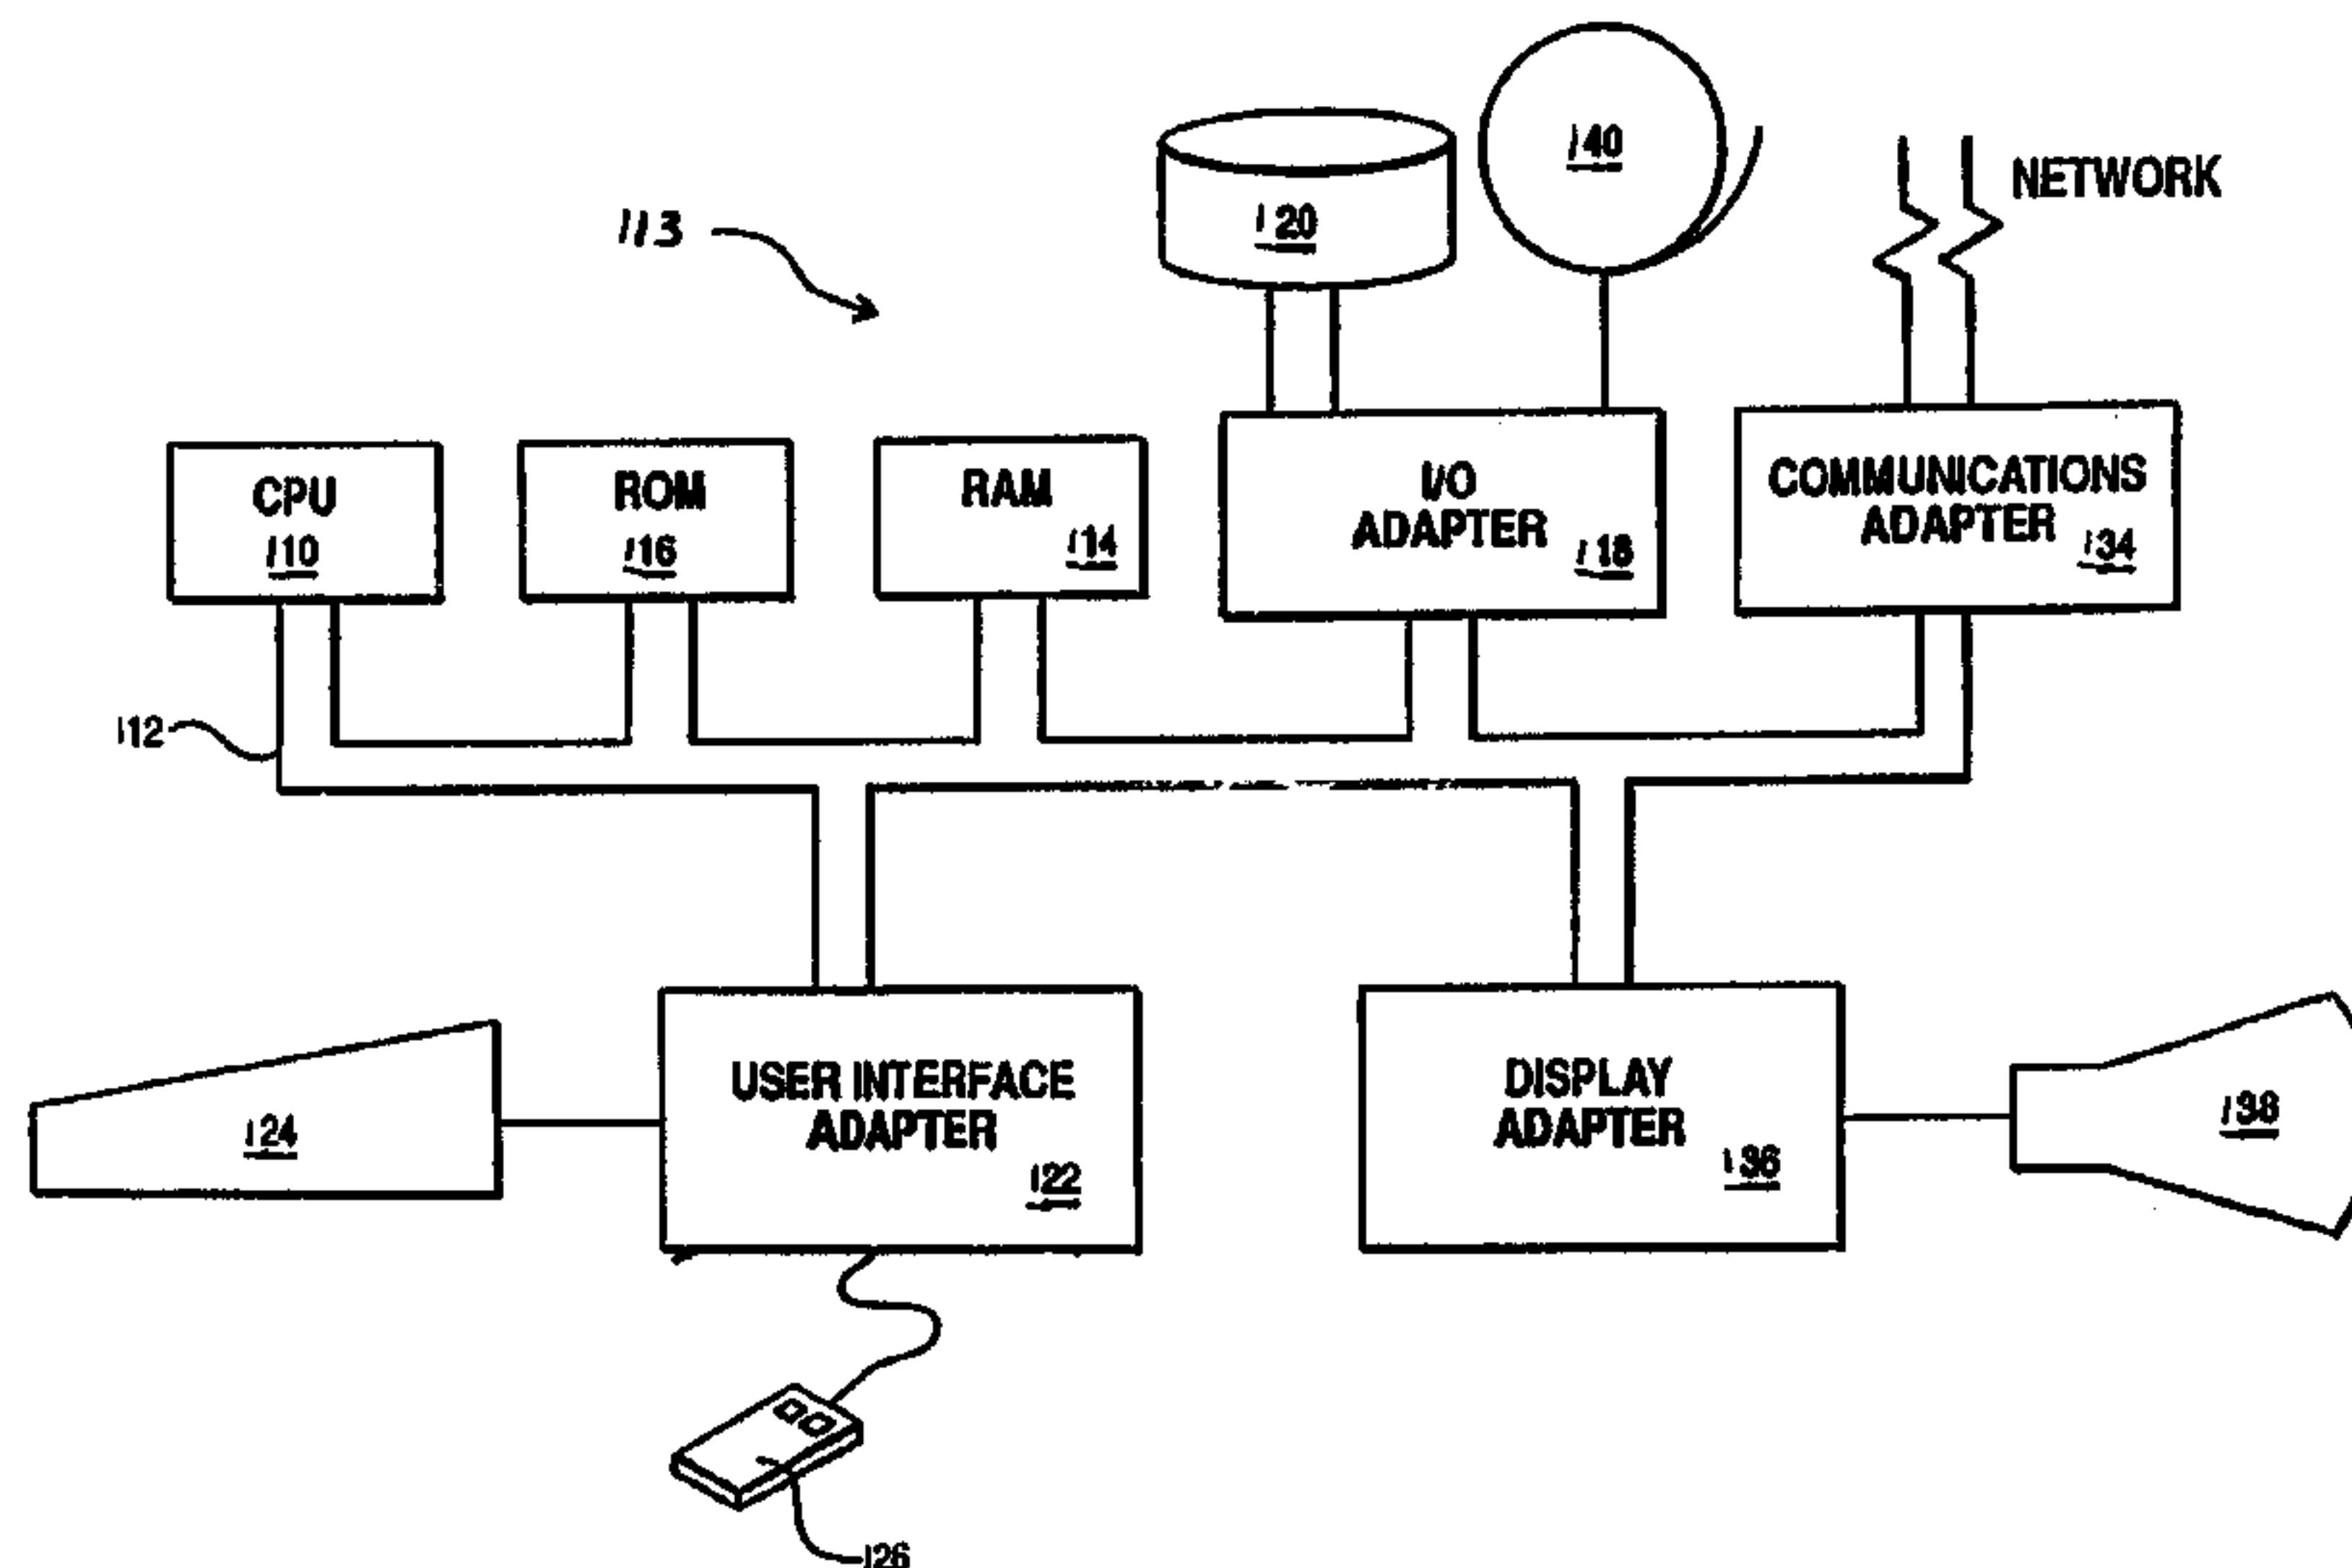 113
120
140
NETWORK
CPU
110
ROM
116
RAM
114
I/O
ADAPTER
118
COMMUNICATIONS
ADAPTER
134
112
124
USER INTERFACE
ADAPTER
122
DISPLAY
ADAPTER
136
138
126